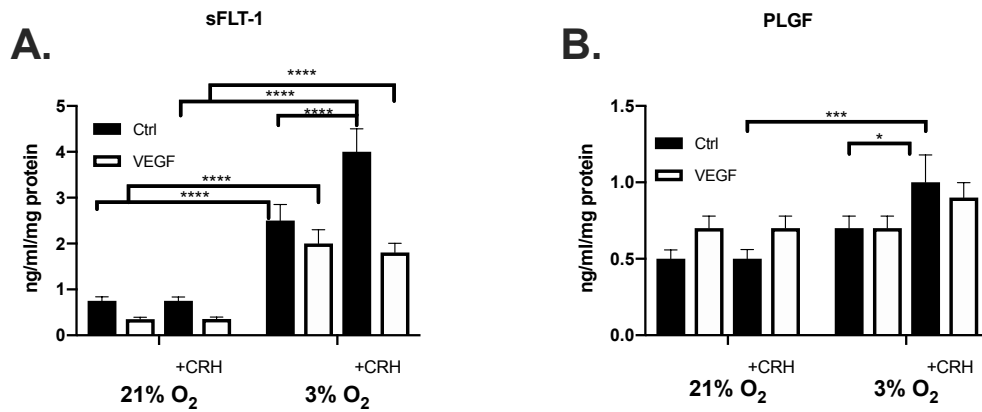 sFLT-1
A.
****
****
****
5
4
3
2
1
0
ng/ml/mg protein
Ctrl
VEGF
****
****
+CRH
+CRH
21% O2
3% O2
PLGF
B.
***
*
1.5
1.0
0.5
0.0
ng/ml/mg protein
Ctrl
VEGF
+CRH
+CRH
21% O2
3% O2